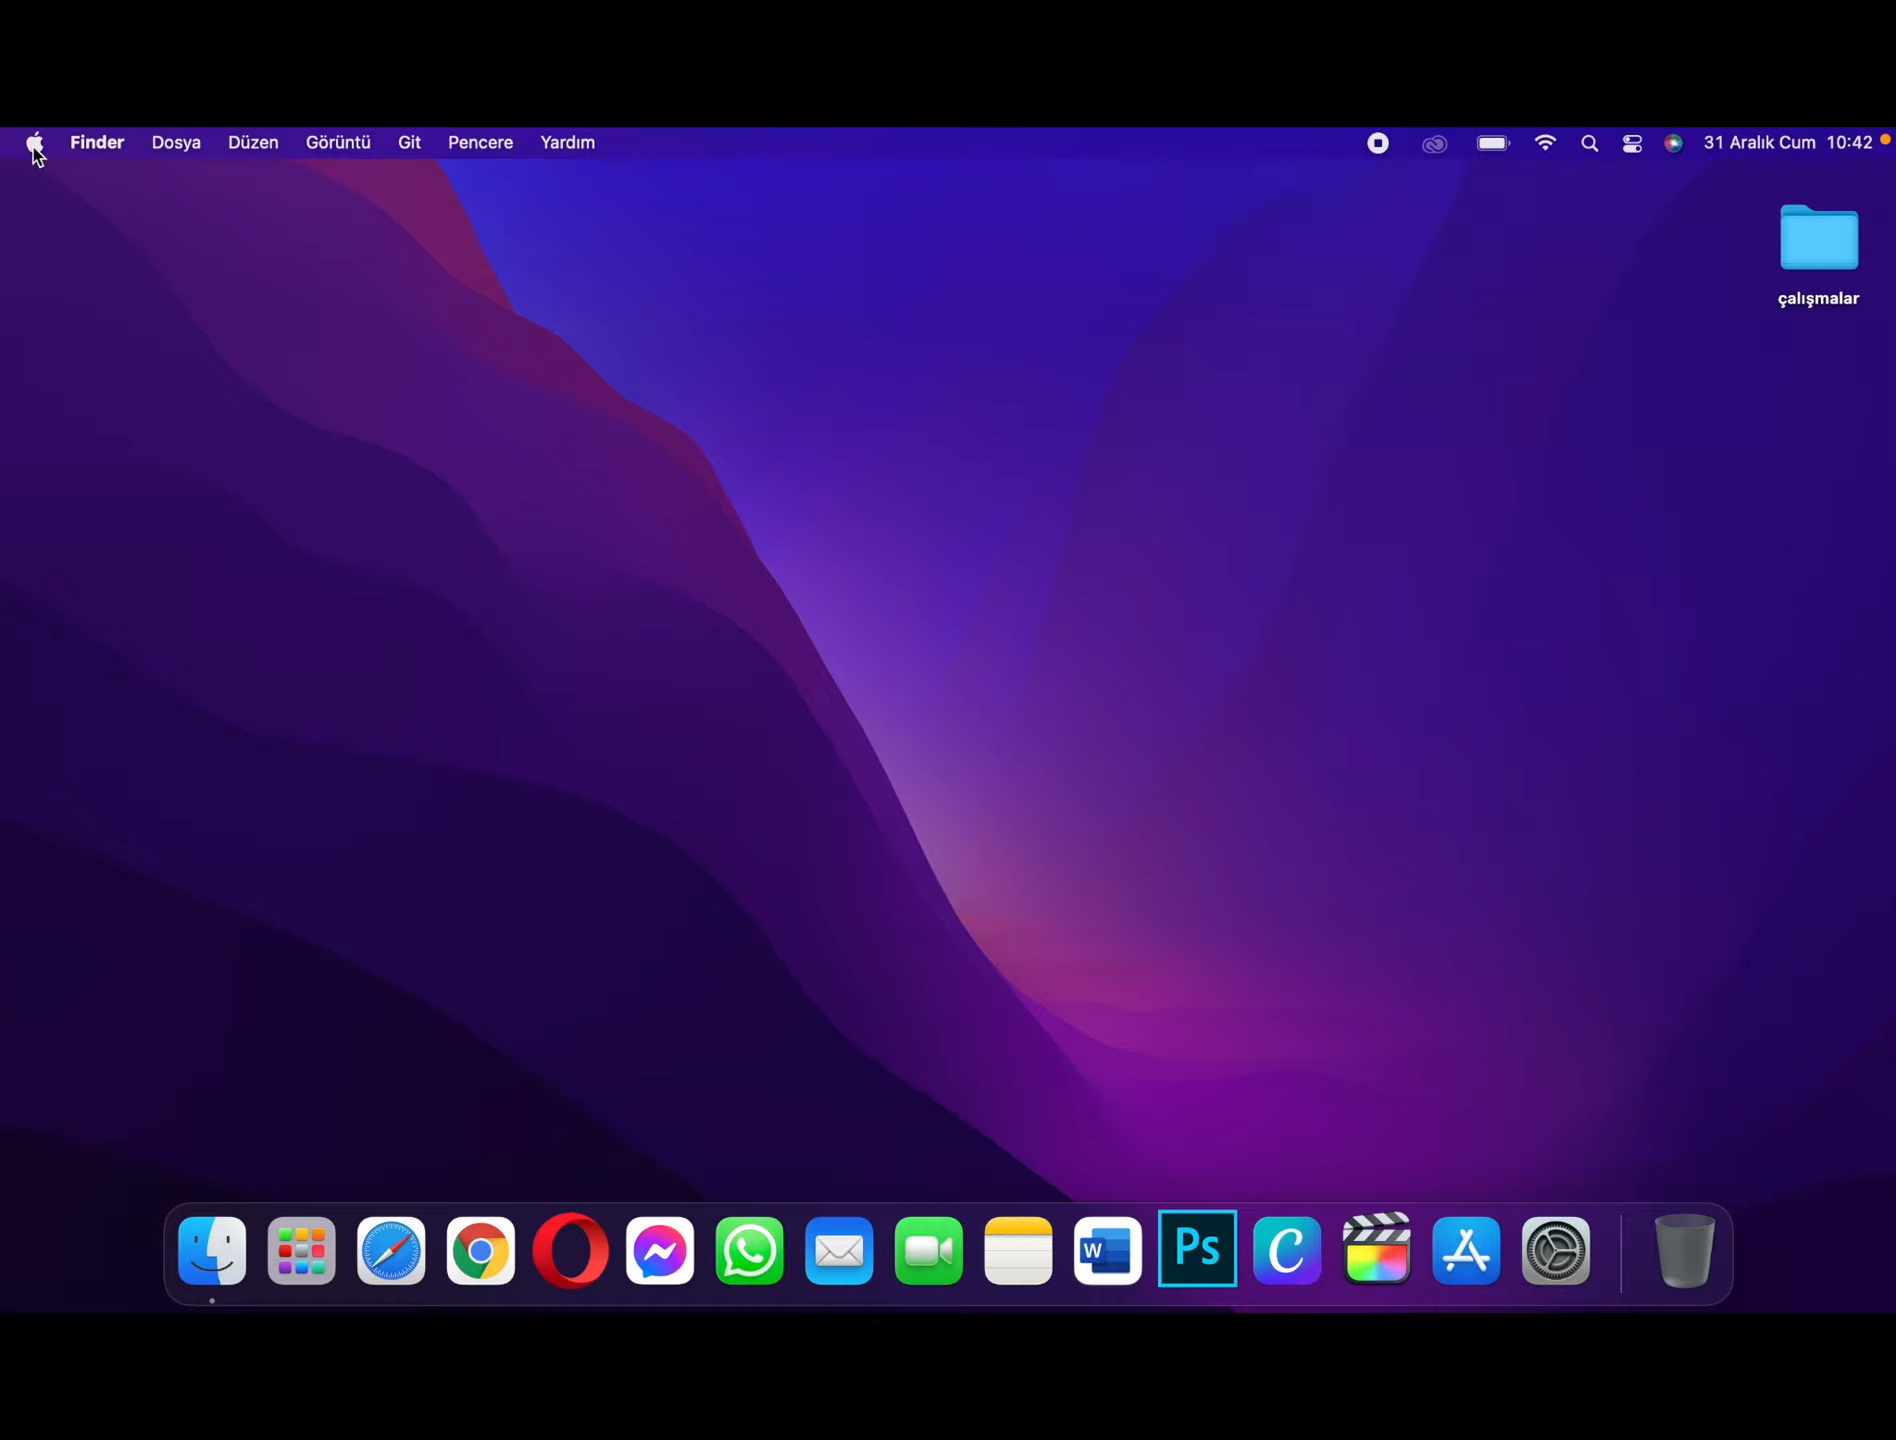 Finder Dosya Düzen Görüntü Git Pencere Yardım 31 Aralık Cum 10:42
çalışmalar
W Ps C